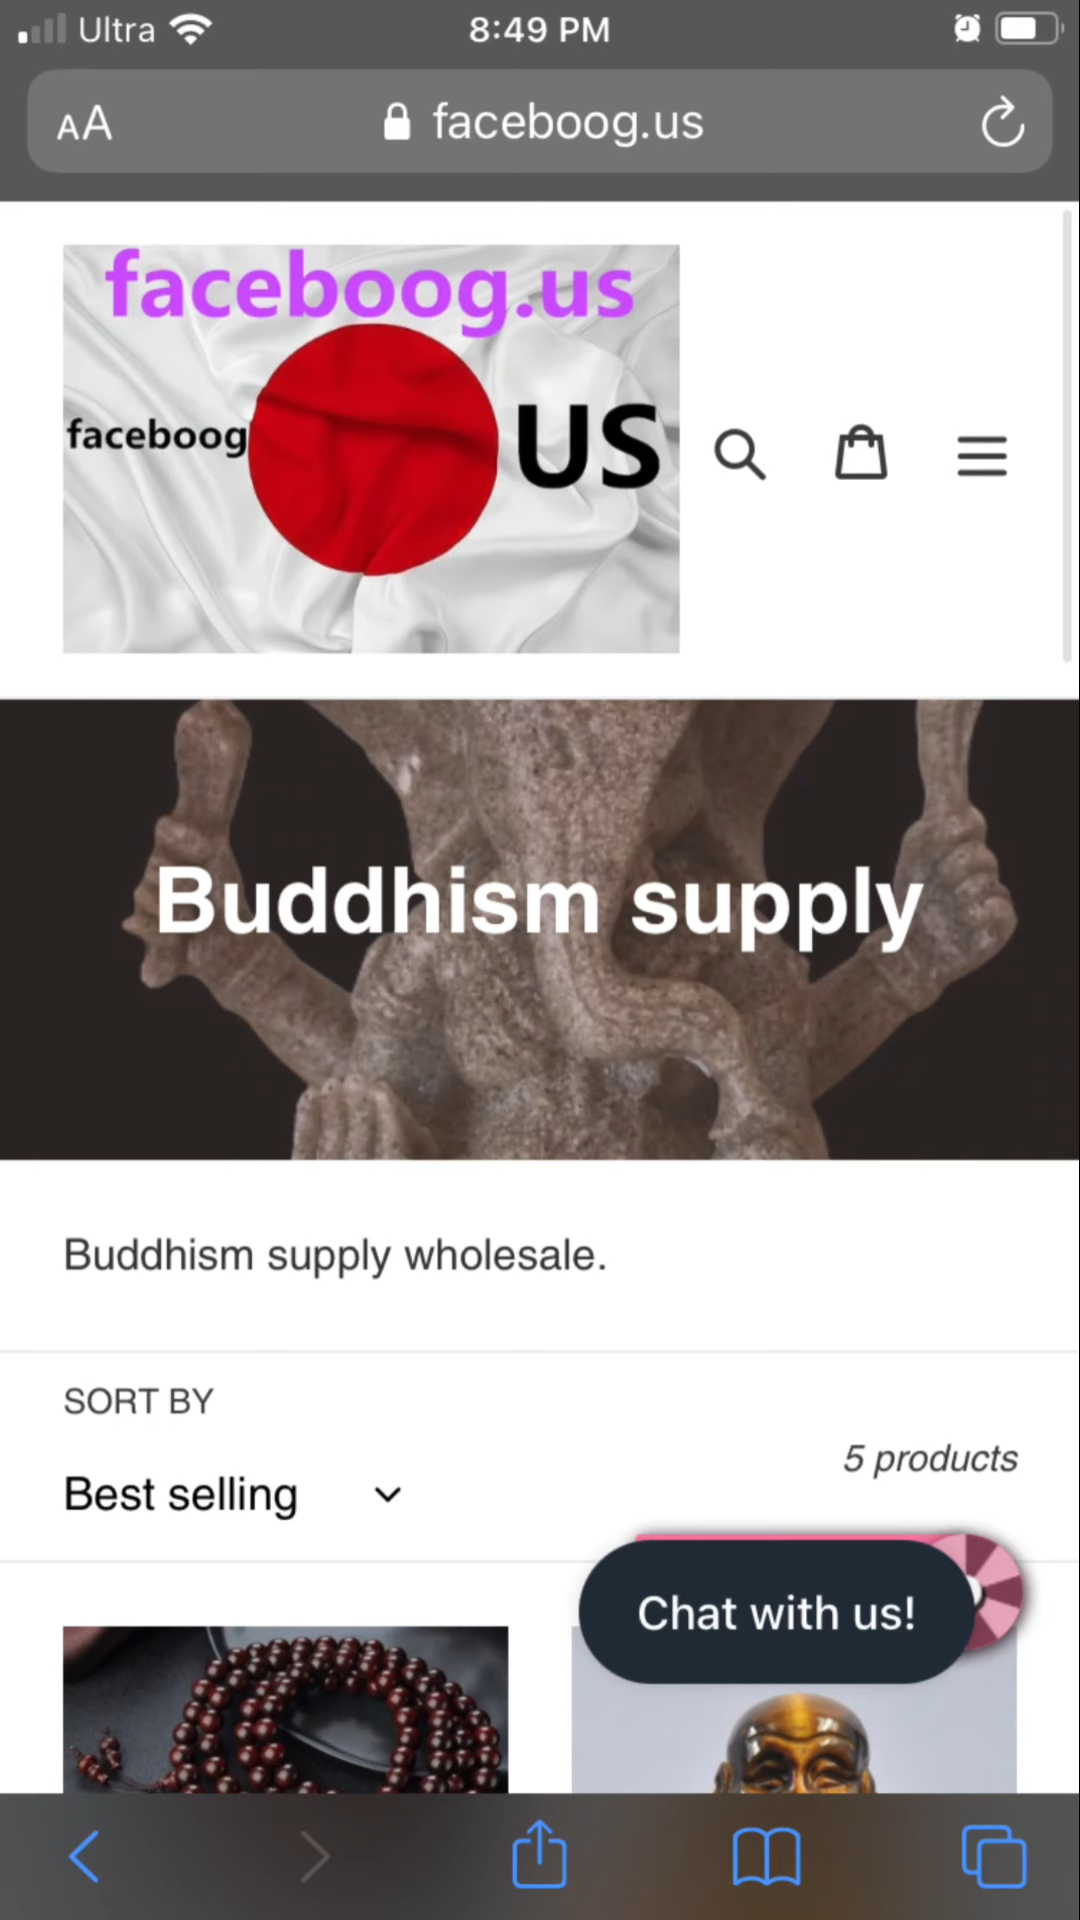 Ultra
8:49 PM
AA
faceboog.us
faceboog.us
faceboog
US
Buddhism supply
Buddhism supply wholesale.
SORT BY
5 products
Best selling
Chat with us!